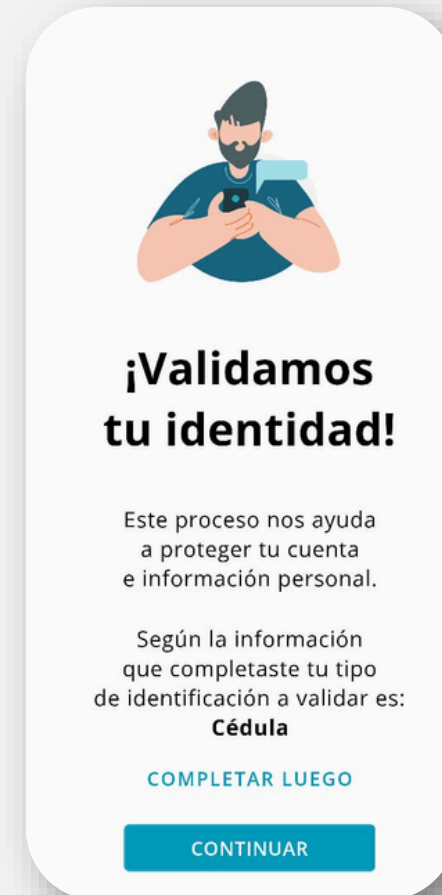 ¡Validamos
tu identidad!
Este proceso nos ayuda
a proteger tu cuenta
e información personal.
Según la información
que completaste tu tipo
de identificación a validar es:
Cédula
COMPLETAR LUEGO
CONTINUAR